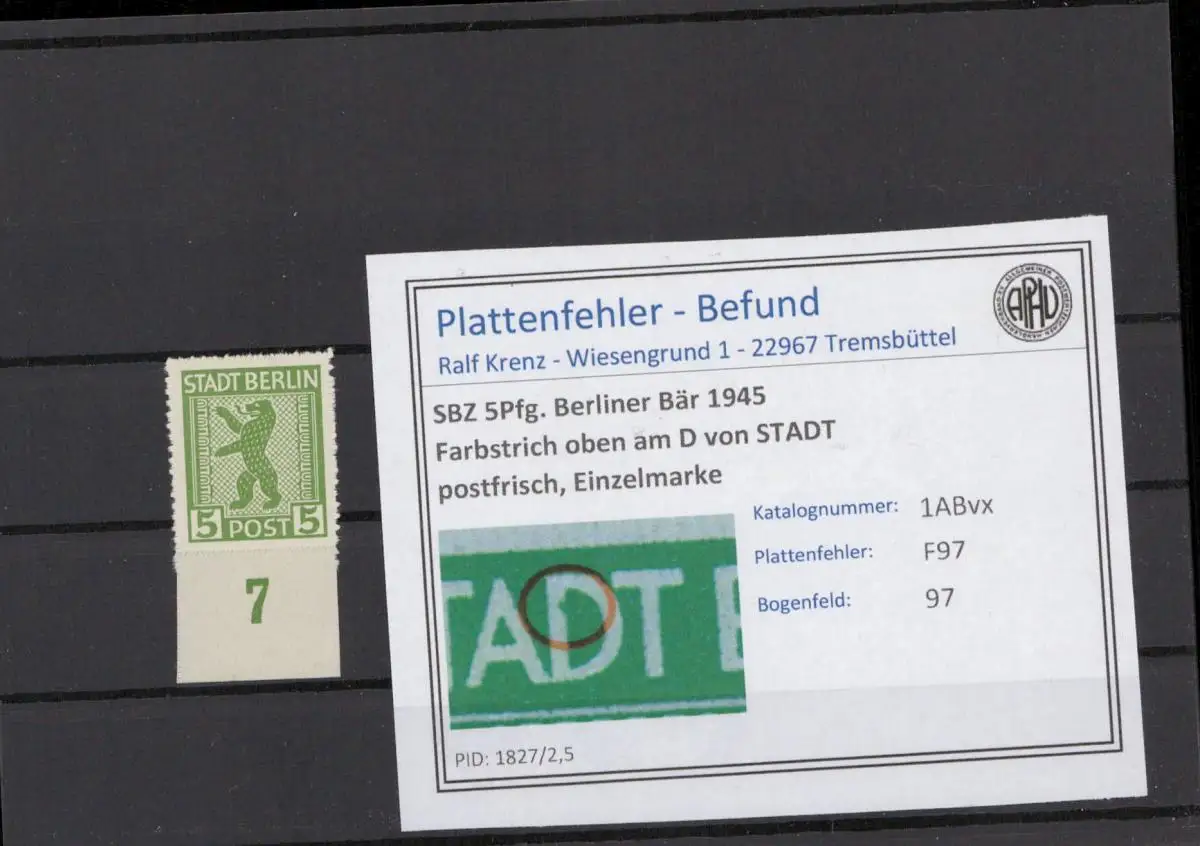 STADT BERLIN
5 POST 5
7
Plattenfehler - Befund
Ralf Krenz - Wiesengrund 1 - 22967 Tremsbüttel
APHV
SBZ 5Pfg. Berliner Bär 1945
Farbstrich oben am D von STADT
postfrisch, Einzelmarke
Katalognummer: 1ABvx
Plattenfehler: F97
Bogenfeld: 97
TADT B
PID: 1827/2,5